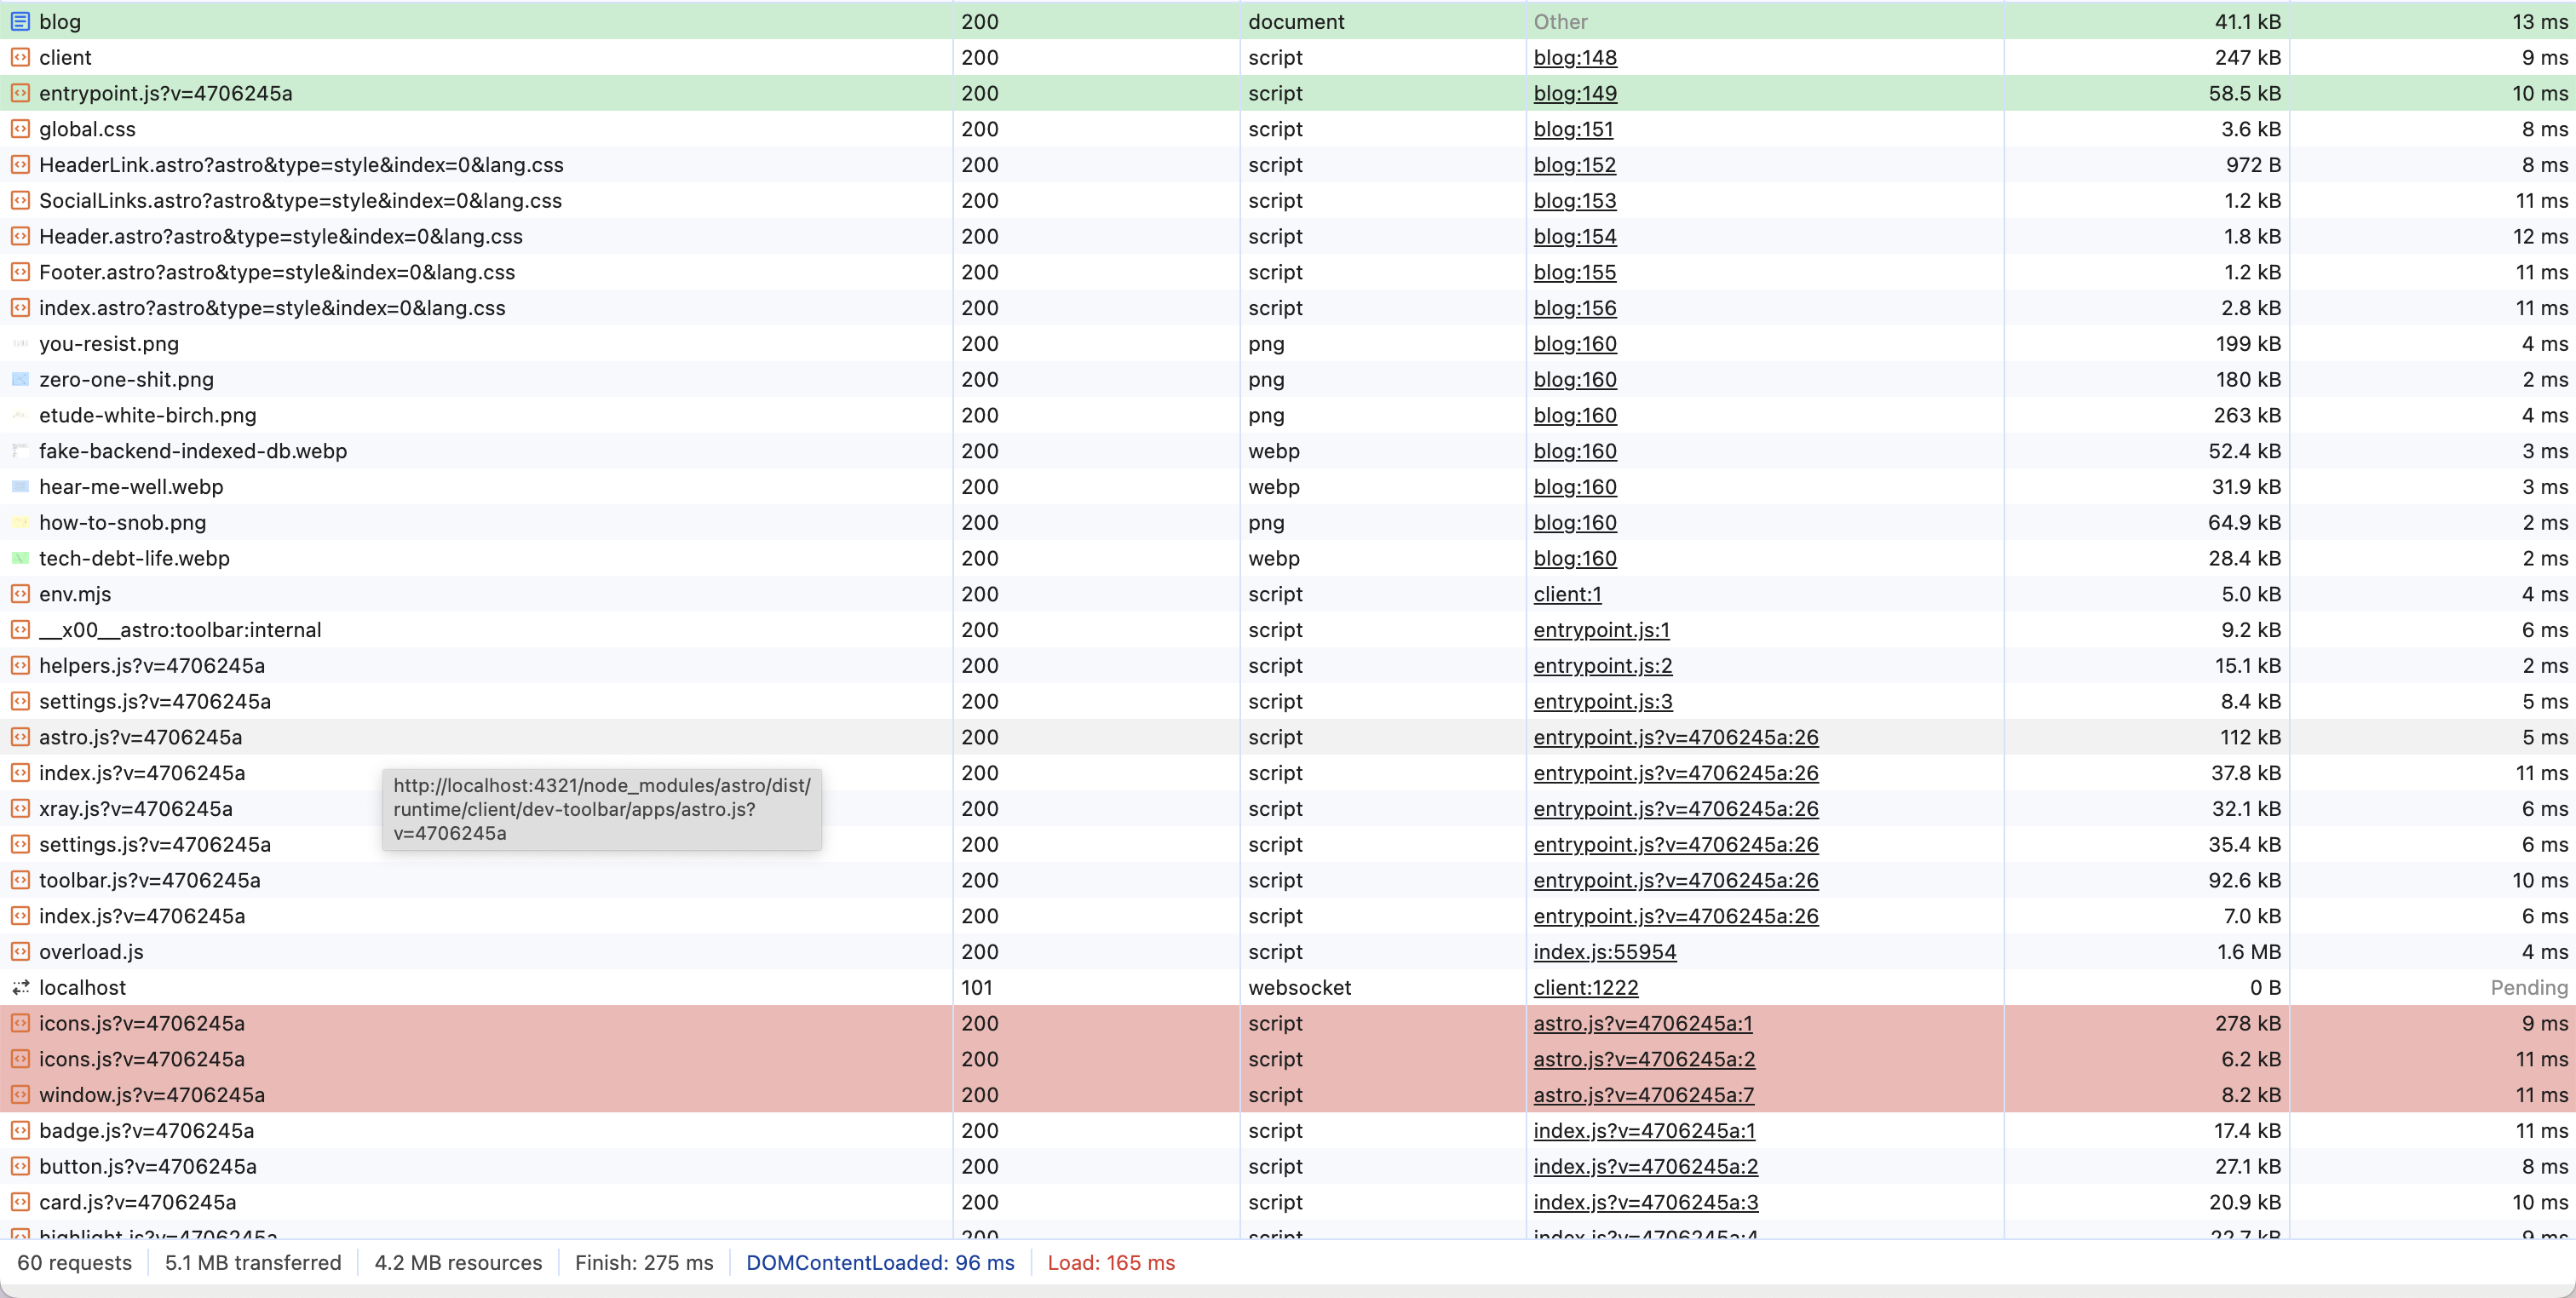 blog 200 document Other 41.1 kB 13 ms
client 200 script blog:148 247 kB 9 ms
entrypoint.js?v=4706245a 200 script blog:149 58.5 kB 10 ms
global.css 200 script blog:151 3.6 kB 8 ms
HeaderLink.astro?astro&type=style&index=0&lang.css 200 script blog:152 972 B 8 ms
SocialLinks.astro?astro&type=style&index=0&lang.css 200 script blog:153 1.2 kB 11 ms
Header.astro?astro&type=style&index=0&lang.css 200 script blog:154 1.8 kB 12 ms
Footer.astro?astro&type=style&index=0&lang.css 200 script blog:155 1.2 kB 11 ms
index.astro?astro&type=style&index=0&lang.css 200 script blog:156 2.8 kB 11 ms
you-resist.png 200 png blog:160 199 kB 4 ms
zero-one-shit.png 200 png blog:160 180 kB 2 ms
etude-white-birch.png 200 png blog:160 263 kB 4 ms
fake-backend-indexed-db.webp 200 webp blog:160 52.4 kB 3 ms
hear-me-well.webp 200 webp blog:160 31.9 kB 3 ms
how-to-snob.png 200 png blog:160 64.9 kB 2 ms
tech-debt-life.webp 200 webp blog:160 28.4 kB 2 ms
env.mjs 200 script client:1 5.0 kB 4 ms
__x00__astro:toolbar:internal 200 script entrypoint.js:1 9.2 kB 6 ms
helpers.js?v=4706245a 200 script entrypoint.js:2 15.1 kB 2 ms
settings.js?v=4706245a 200 script entrypoint.js:3 8.4 kB 5 ms
astro.js?v=4706245a 200 script entrypoint.js?v=4706245a:26 112 kB 5 ms
index.js?v=4706245a 200 script entrypoint.js?v=4706245a:26 37.8 kB 11 ms
http://localhost:4321/node_modules/astro/dist/
runtime/client/dev-toolbar/apps/astro.js?
v=4706245a
xray.js?v=4706245a 200 script entrypoint.js?v=4706245a:26 32.1 kB 6 ms
settings.js?v=4706245a 200 script entrypoint.js?v=4706245a:26 35.4 kB 6 ms
toolbar.js?v=4706245a 200 script entrypoint.js?v=4706245a:26 92.6 kB 10 ms
index.js?v=4706245a 200 script entrypoint.js?v=4706245a:26 7.0 kB 6 ms
overload.js 200 script index.js:55954 1.6 MB 4 ms
localhost 101 websocket client:1222 0 B Pending
icons.js?v=4706245a 200 script astro.js?v=4706245a:1 278 kB 9 ms
icons.js?v=4706245a 200 script astro.js?v=4706245a:2 6.2 kB 11 ms
window.js?v=4706245a 200 script astro.js?v=4706245a:7 8.2 kB 11 ms
badge.js?v=4706245a 200 script index.js?v=4706245a:1 17.4 kB 11 ms
button.js?v=4706245a 200 script index.js?v=4706245a:2 27.1 kB 8 ms
card.js?v=4706245a 200 script index.js?v=4706245a:3 20.9 kB 10 ms
highlight.js?v=4706245a 200 script index.js?v=4706245a:4 22.7 kB 9 ms
60 requests 5.1 MB transferred 4.2 MB resources Finish: 275 ms DOMContentLoaded: 96 ms Load: 165 ms